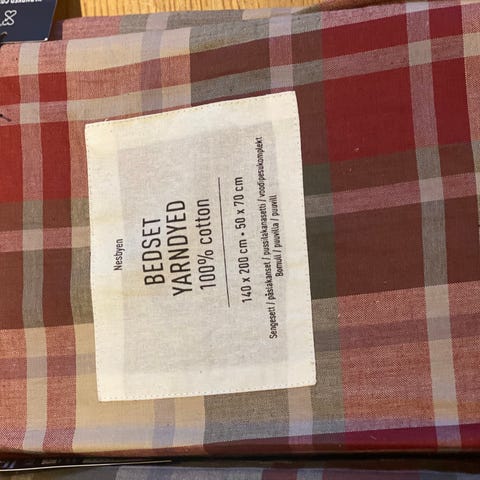 Nesbyen
BEDSET
YARNDYED
100% cotton
140 x 200 cm • 50 x 70 cm
Sengesett / påslakanset / pussilakanasetti / voodipesukomplekt
Bomull / puuvilla / puuvill